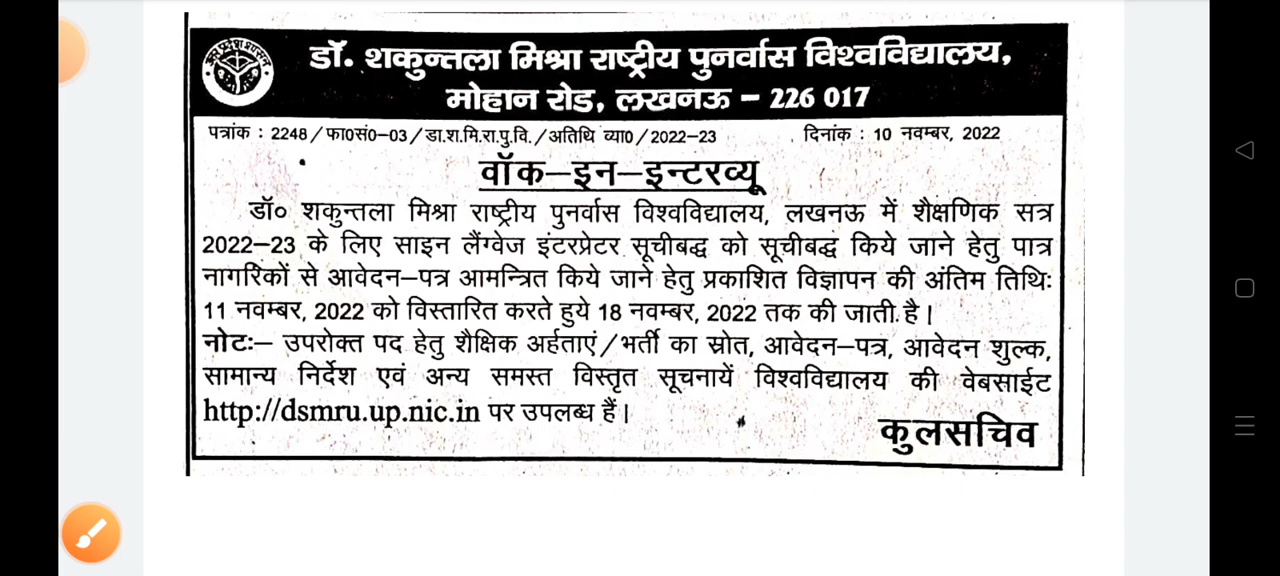 डॉ. शकुन्तला मिश्रा राष्ट्रीय पुनर्वास विश्वविद्यालय,
मोहान रोड, लखनऊ – 226 017
पत्रांक : 2248/फा0सं0-03/डा.श.मि.रा.पु.वि./अतिथि व्या0/2022-23 दिनांक : 10 नवम्बर, 2022
वॉक-इन-इन्टरव्यू
डॉ० शकुन्तला मिश्रा राष्ट्रीय पुनर्वास विश्वविद्यालय, लखनऊ में शैक्षणिक सत्र
2022-23 के लिए साइन लैंग्वेज इंटरप्रेटर सूचीबद्ध को सूचीबद्ध किये जाने हेतु पात्र
नागरिकों से आवेदन-पत्र आमन्त्रित किये जाने हेतु प्रकाशित विज्ञापन की अंतिम तिथिः
11 नवम्बर, 2022 को विस्तारित करते हुये 18 नवम्बर, 2022 तक की जाती है।
नोटः- उपरोक्त पद हेतु शैक्षिक अर्हताएं/भर्ती का स्रोत, आवेदन-पत्र, आवेदन शुल्क,
सामान्य निर्देश एवं अन्य समस्त विस्तृत सूचनायें विश्वविद्यालय की वेबसाईट
http://dsmru.up.nic.in पर उपलब्ध हैं।
कुलसचिव